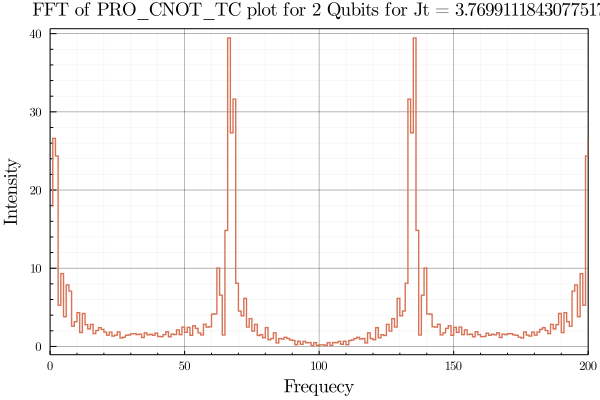 FFT of PRO_CNOT_TC plot for 2 Qubits for Jt = 3.7699111843077517
40
30
20
10
0
Intensity
0 50 100 150 200
Frequecy